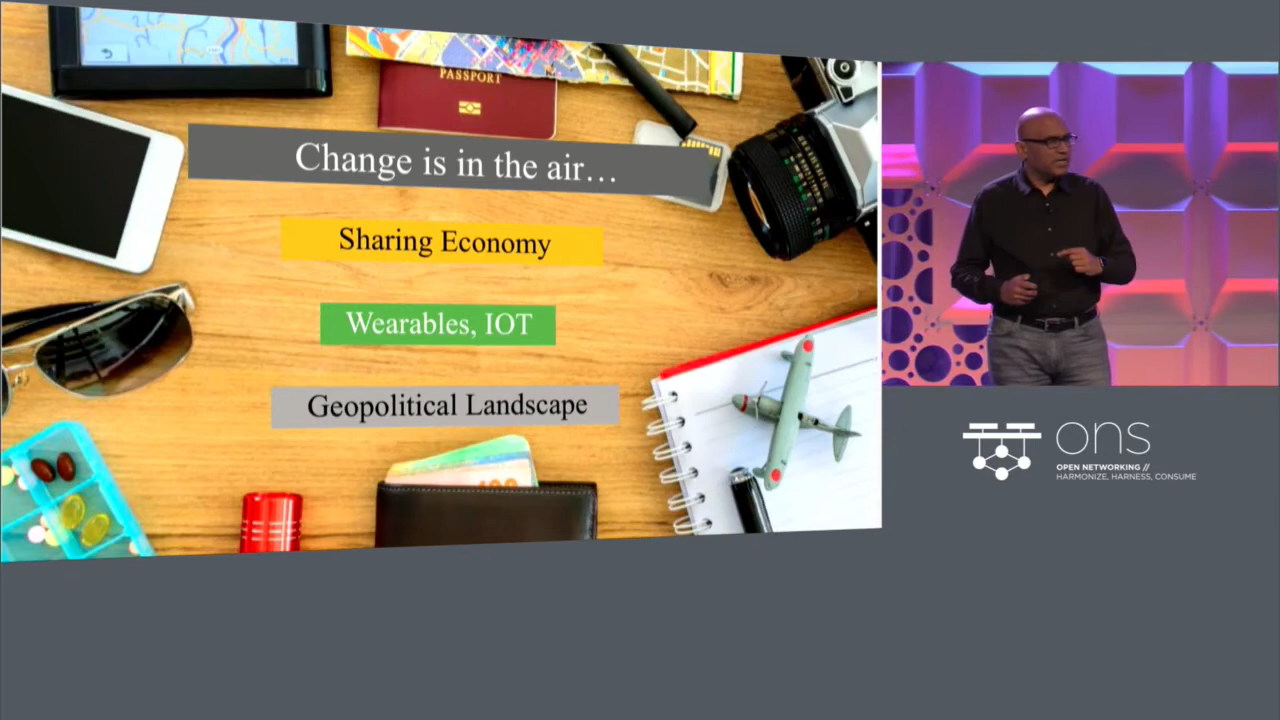 PASSPORT
Change is in the air…
Sharing Economy
Wearables, IOT
Geopolitical Landscape
ons
OPEN NETWORKING //
HARMONIZE, HARNESS, CONSUME